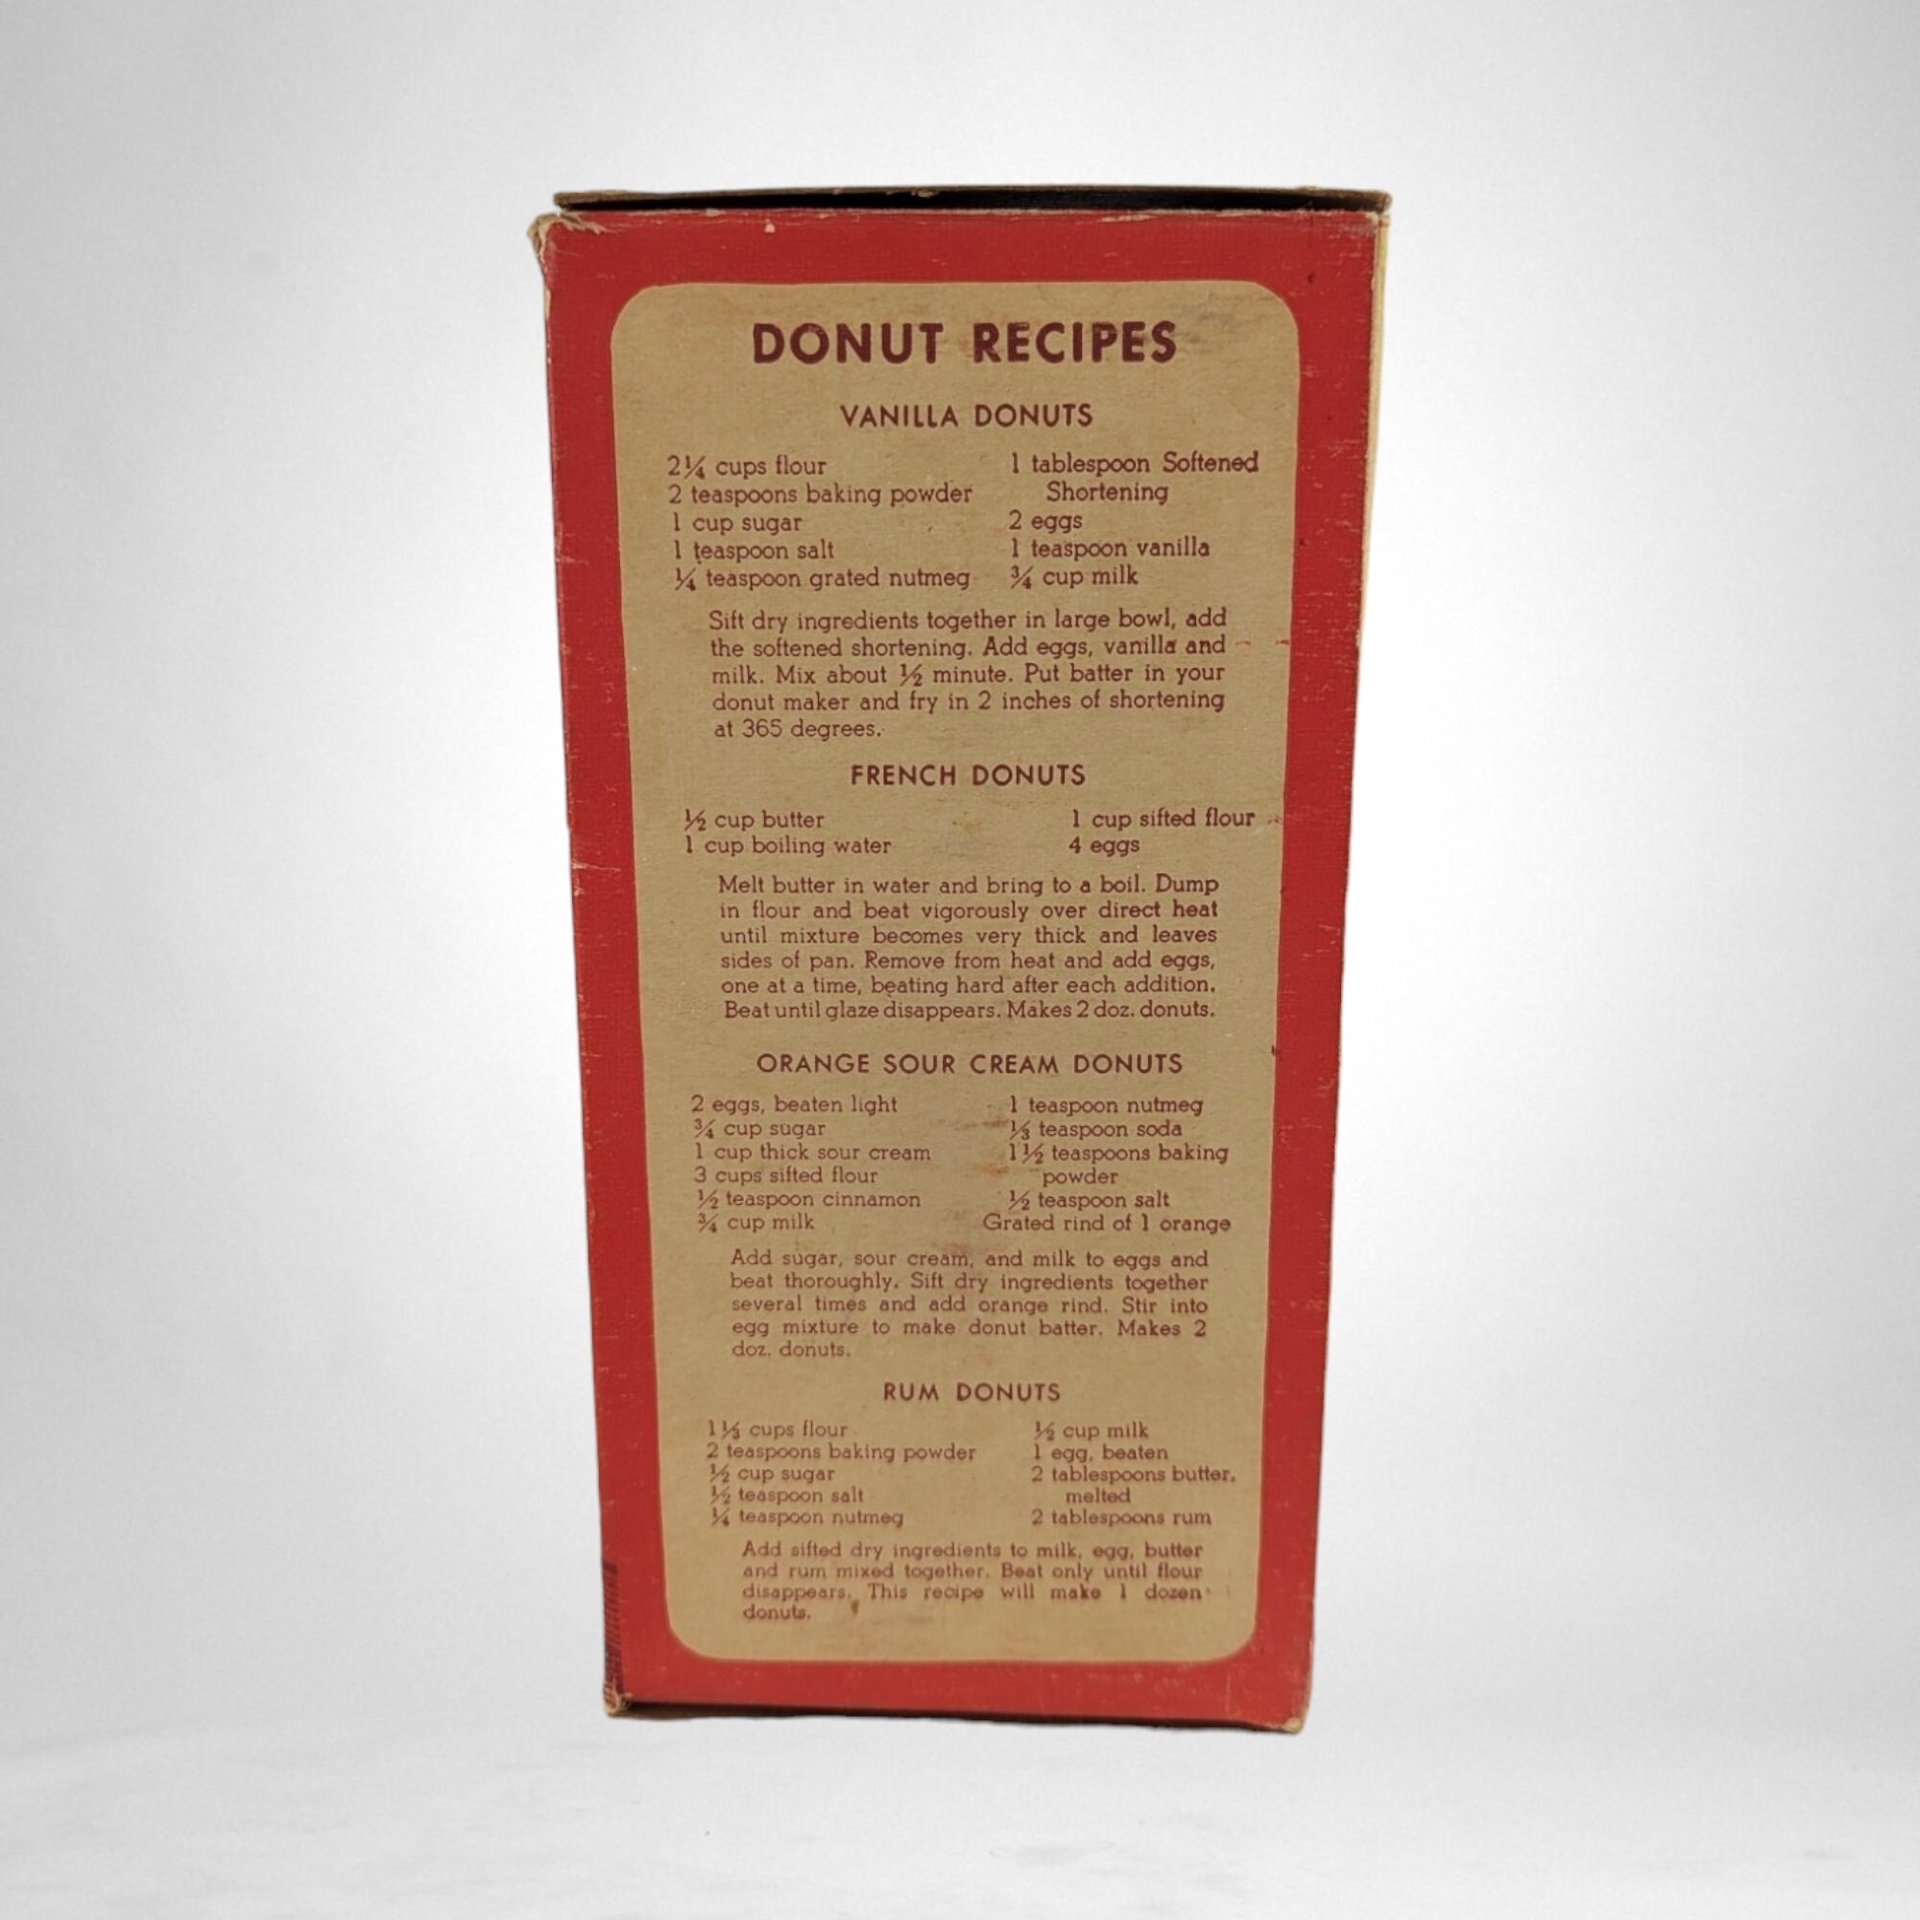 DONUT RECIPES
VANILLA DONUTS
2¼ cups flour
2 teaspoons baking powder
1 cup sugar
1 teaspoon salt
¼ teaspoon grated nutmeg
1 tablespoon Softened
Shortening
2 eggs
1 teaspoon vanilla
¾ cup milk
Sift dry ingredients together in large bowl, add
the softened shortening. Add eggs, vanilla and
milk. Mix about ½ minute. Put batter in your
donut maker and fry in 2 inches of shortening
at 365 degrees.
FRENCH DONUTS
½ cup butter
1 cup boiling water
1 cup sifted flour
4 eggs
Melt butter in water and bring to a boil. Dump
in flour and beat vigorously over direct heat
until mixture becomes very thick and leaves
sides of pan. Remove from heat and add eggs,
one at a time, beating hard after each addition.
Beat until glaze disappears. Makes 2 doz. donuts.
ORANGE SOUR CREAM DONUTS
2 eggs, beaten light
¾ cup sugar
1 cup thick sour cream
3 cups sifted flour
½ teaspoon cinnamon
¾ cup milk
1 teaspoon nutmeg
⅓ teaspoon soda
1½ teaspoons baking
powder
½ teaspoon salt
Grated rind of 1 orange
Add sugar, sour cream, and milk to eggs and
beat thoroughly. Sift dry ingredients together
several times and add orange rind. Stir into
egg mixture to make donut batter. Makes 2
doz. donuts.
RUM DONUTS
1⅓ cups flour
2 teaspoons baking powder
½ cup sugar
½ teaspoon salt
¼ teaspoon nutmeg
½ cup milk
1 egg, beaten
2 tablespoons butter,
melted
2 tablespoons rum
Add sifted dry ingredients to milk, egg, butter
and rum mixed together. Beat only until flour
disappears. This recipe will make 1 dozen
donuts.